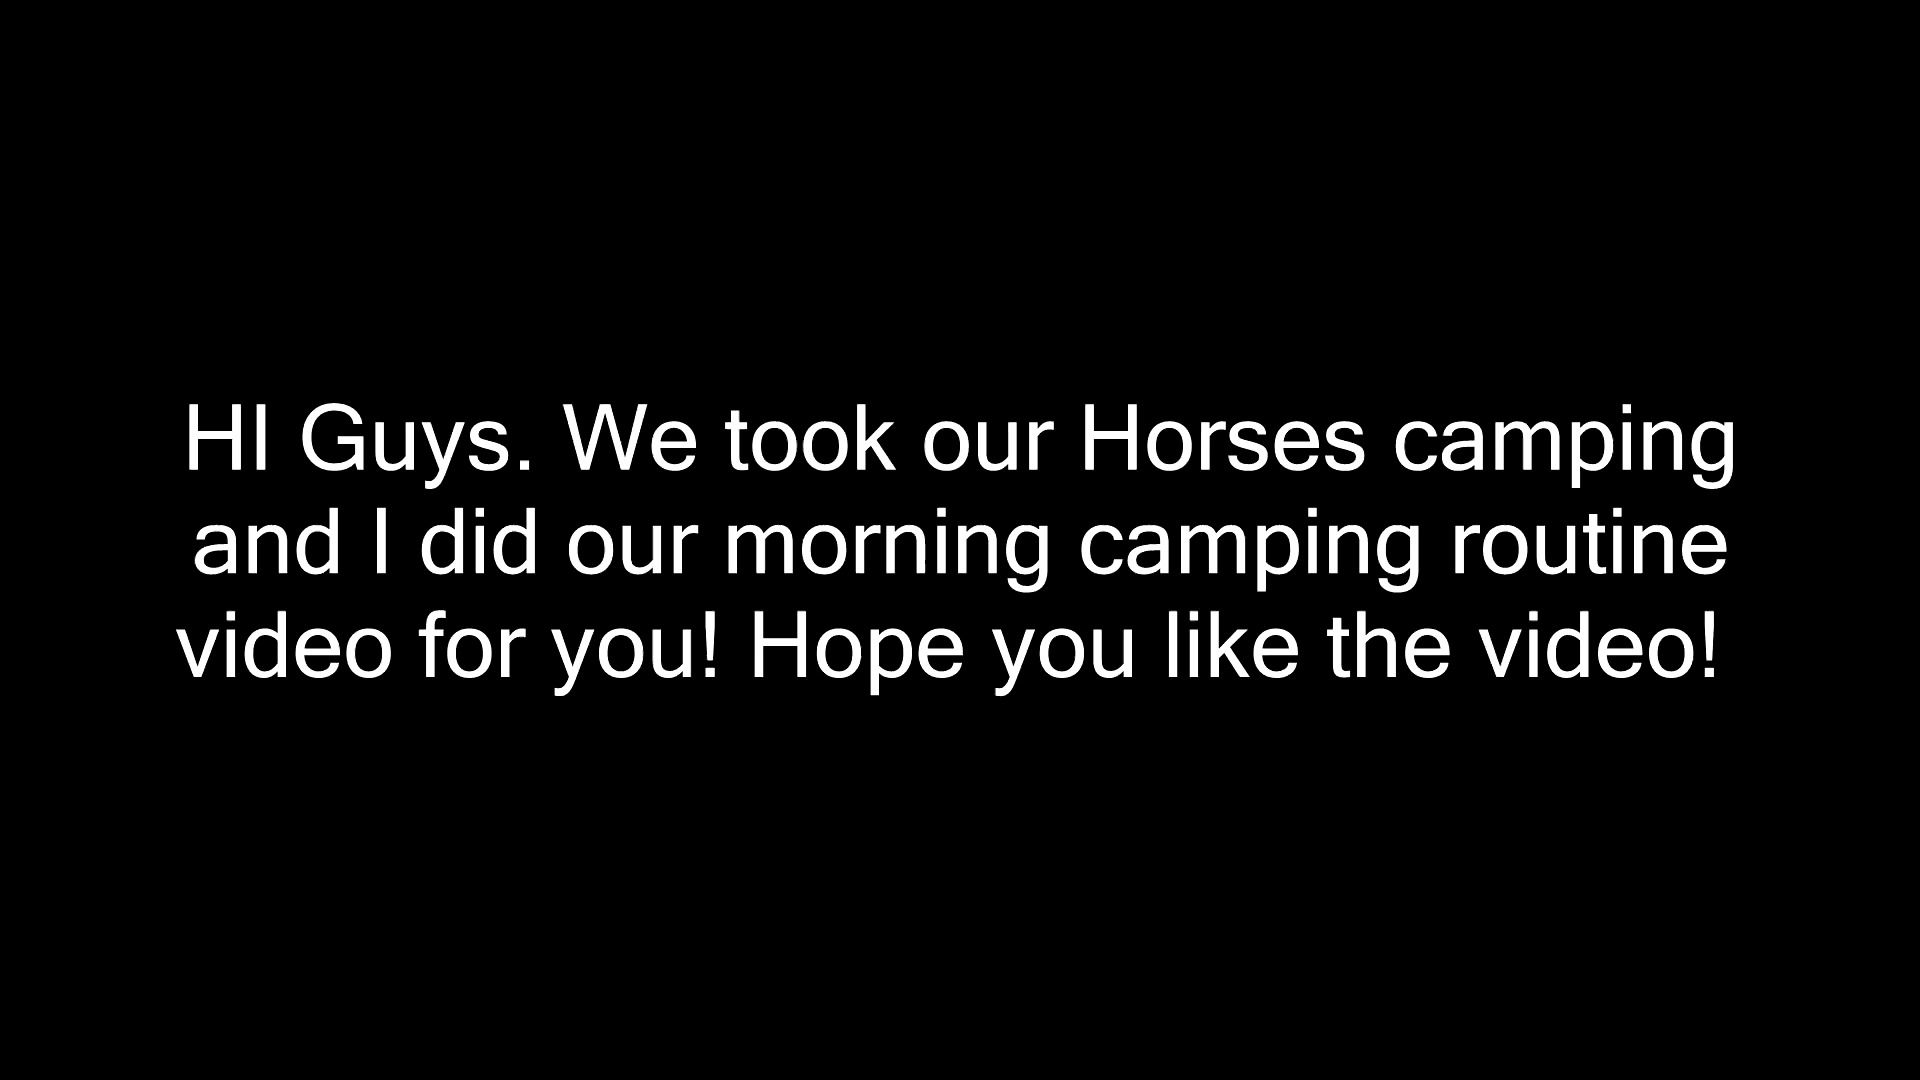 HI Guys. We took our Horses camping
and I did our morning camping routine
video for you! Hope you like the video!